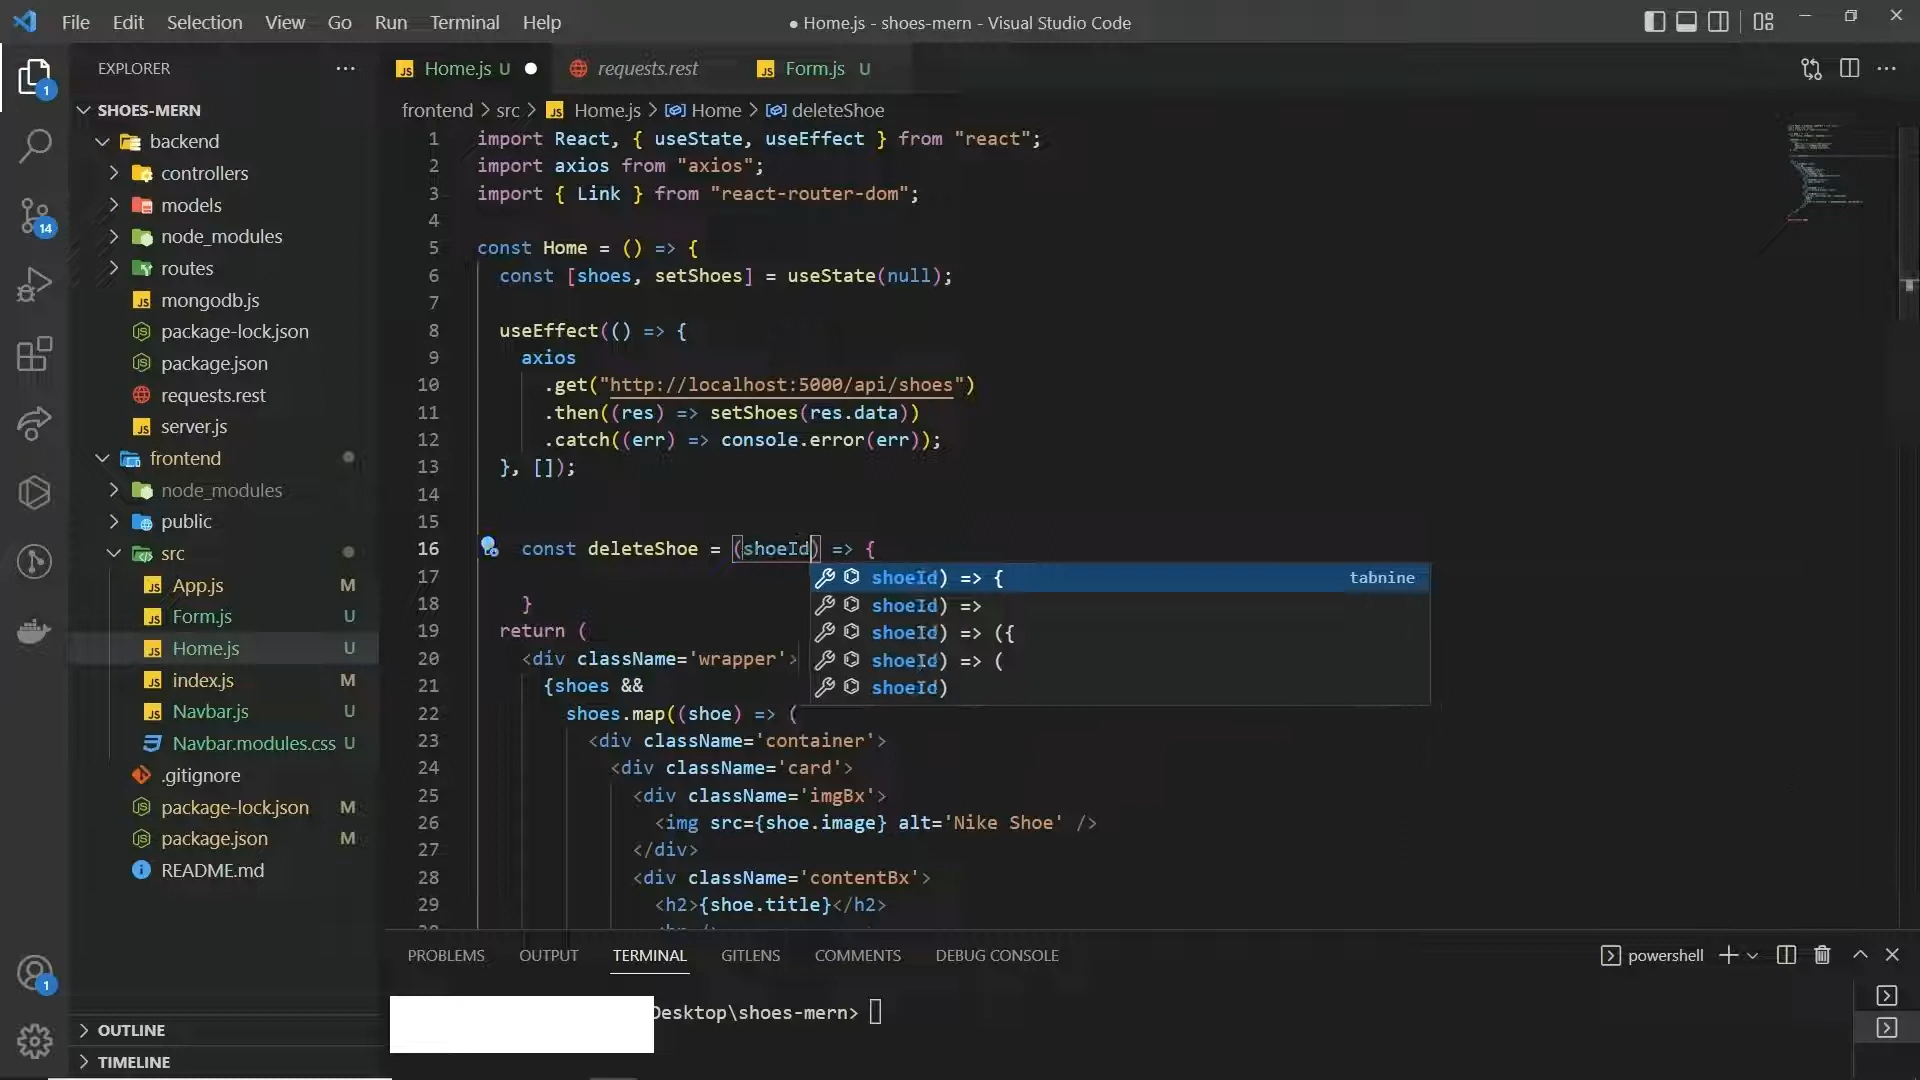 File Edit Selection View Go Run Terminal Help
● Home.js - shoes-mern - Visual Studio Code
EXPLORER
Home.js U
requests.rest
Form.js U
frontend > src > Home.js > Home > deleteShoe
1
14
1
SHOES-MERN
backend
controllers
models
node_modules
routes
mongodb.js
package-lock.json
package.json
requests.rest
server.js
frontend
node_modules
public
src
App.js M
Form.js U
Home.js U
index.js M
Navbar.js U
Navbar.modules.css U
.gitignore
package-lock.json M
package.json M
README.md
OUTLINE
TIMELINE
1 import React, { useState, useEffect } from "react";
2 import axios from "axios";
3 import { Link } from "react-router-dom";
4
5 const Home = () => {
6 const [shoes, setShoes] = useState(null);
7
8 useEffect(() => {
9 axios
10 .get("http://localhost:5000/api/shoes")
11 .then((res) => setShoes(res.data))
12 .catch((err) => console.error(err));
13 }, []);
14
15
16 const deleteShoe = (shoeId) => {
17
18 }
19 return (
20 <div className='wrapper'>
21 {shoes &&
22 shoes.map((shoe) => (
23 <div className='container'>
24 <div className='card'>
25 <div className='imgBx'>
26 <img src={shoe.image} alt='Nike Shoe' />
27 </div>
28 <div className='contentBx'>
29 <h2>{shoe.title}</h2>
shoeId) => { tabnine
shoeId) =>
shoeId) => ({
shoeId) => (
shoeId)
PROBLEMS OUTPUT TERMINAL GITLENS COMMENTS DEBUG CONSOLE
powershell
Desktop\shoes-mern>